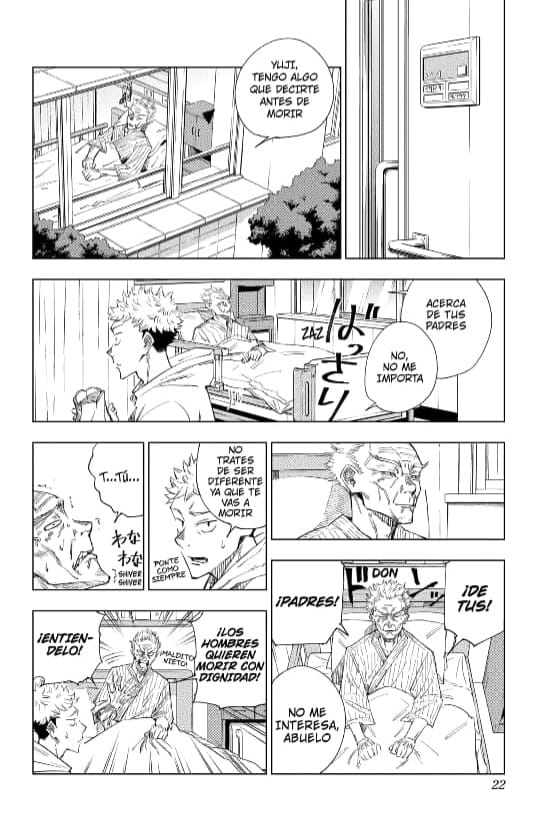 YUJI,
TENGO ALGO
QUE DECIRTE
ANTES DE
MORIR
ACERCA
DE TUS
PADRES
NO,
NO ME
IMPORTA
ZAZ
ばっさり
NO
TRATES
DE SER
DIFERENTE
YA QUE TE
VAS A
MORIR
PONTE
COMO
SIEMPRE
T...TÚ...
わな
わな
SHIVER
SHIVER
¡DE
TUS!
DON
¡PADRES!
NO ME
INTERESA,
ABUELO
¡LOS
HOMBRES
QUIEREN
MORIR CON
DIGNIDAD!
¡MALDITO
NIETO!
¡ENTIEN-
DELO!
22